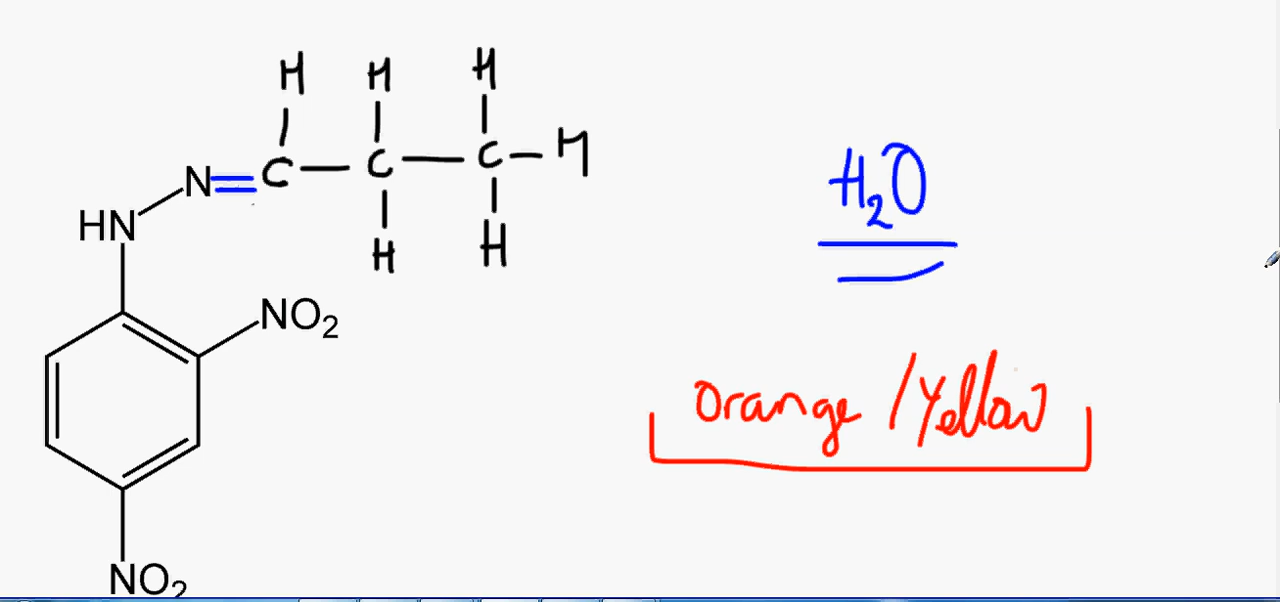 H H H
N=C—C—C—H
HN
H H
H₂O
NO₂
Orange / Yellow
NO₂